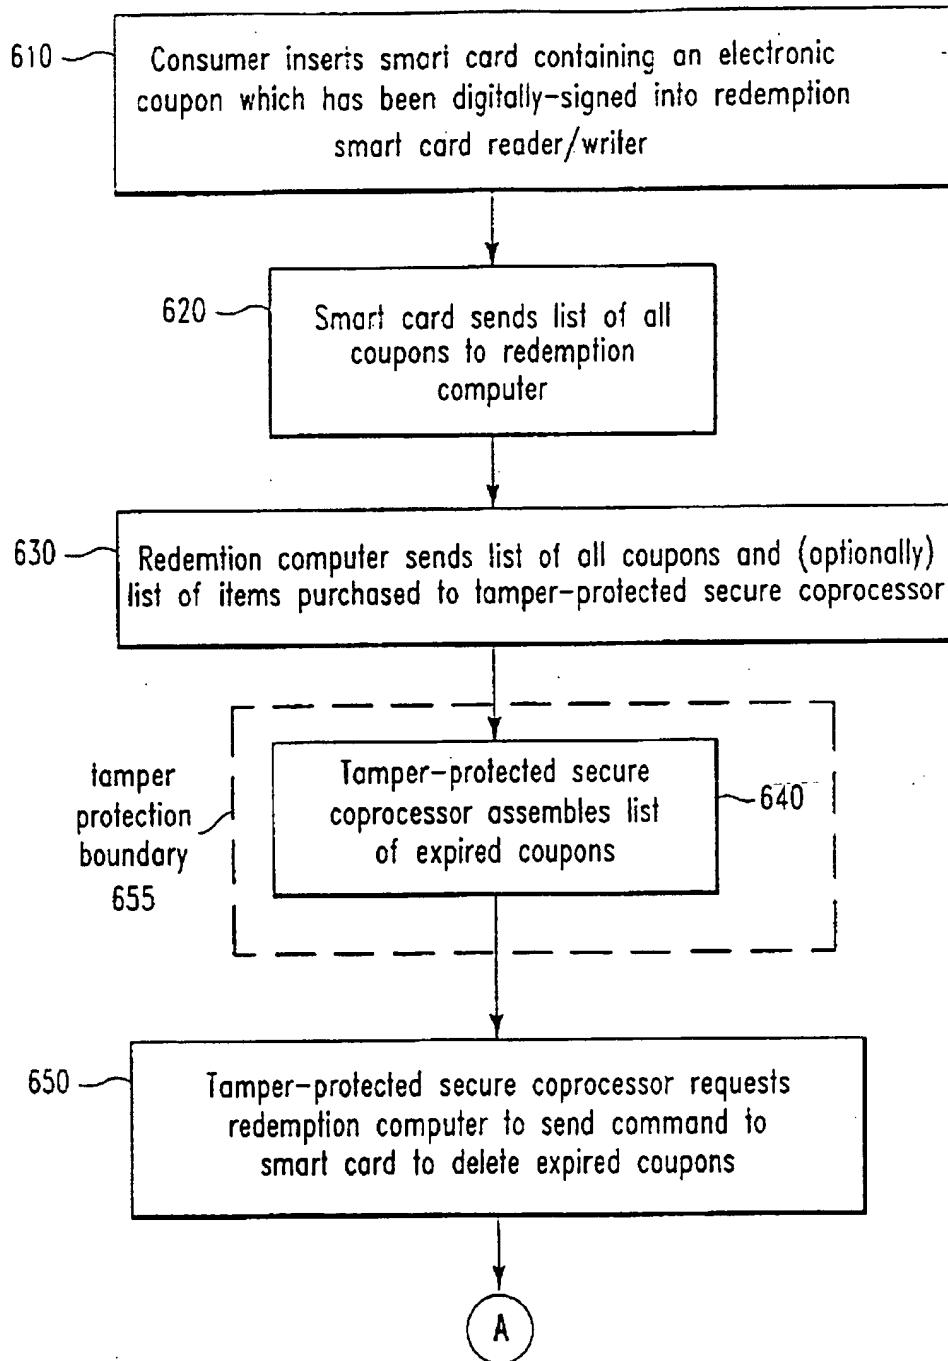 610
Consumer inserts smart card containing an electronic
coupon which has been digitally-signed into redemption
smart card reader/writer
620
Smart card sends list of all
coupons to redemption
computer
630
Redemtion computer sends list of all coupons and (optionally)
list of items purchased to tamper-protected secure coprocessor
tamper
protection
boundary
655
Tamper-protected secure
coprocessor assembles list
of expired coupons
640
650
Tamper-protected secure coprocessor requests
redemption computer to send command to
smart card to delete expired coupons
A